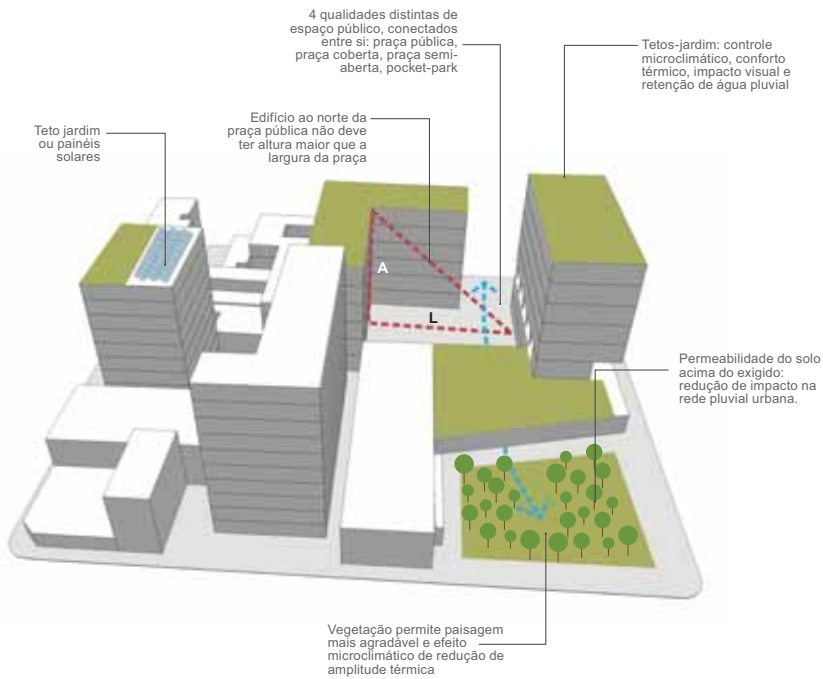 4 qualidades distintas de
espaço público, conectados
entre si: praça pública,
praça coberta, praça semi-
aberta, pocket-park
Tetos-jardim: controle
microclimático, conforto
térmico, impacto visual e
retenção de água pluvial
Edifício ao norte da
praça pública não deve
ter altura maior que a
largura da praça
Teto jardim
ou painéis
solares
A
L
Permeabilidade do solo
acima do exigido:
redução de impacto na
rede pluvial urbana.
Vegetação permite paisagem
mais agradável e efeito
microclimático de redução de
amplitude térmica